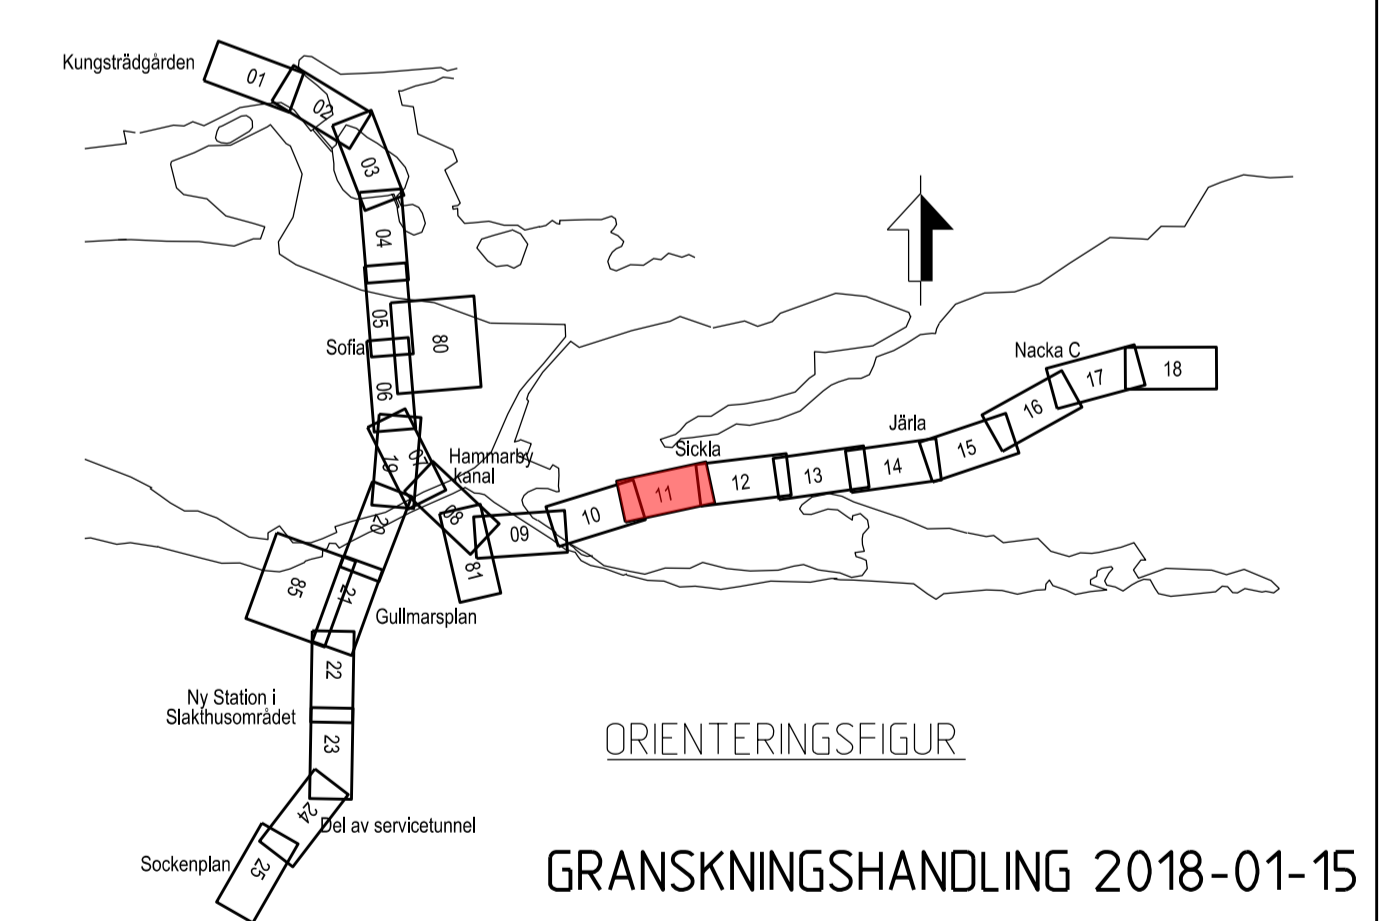 Kungsträdgården
01
02
03
04
05
Sofia
80
06
19
07
Hammarby
kanal
08
20
09
81
10
11
Sickla
12
13
14
Järla
15
16
Nacka C
17
18
85
21
Gullmarsplan
22
Ny Station i
Slakthusområdet
23
24
Del av servicetunnel
Sockenplan
25
ORIENTERINGSFIGUR
GRANSKNINGSHANDLING 2018-01-15